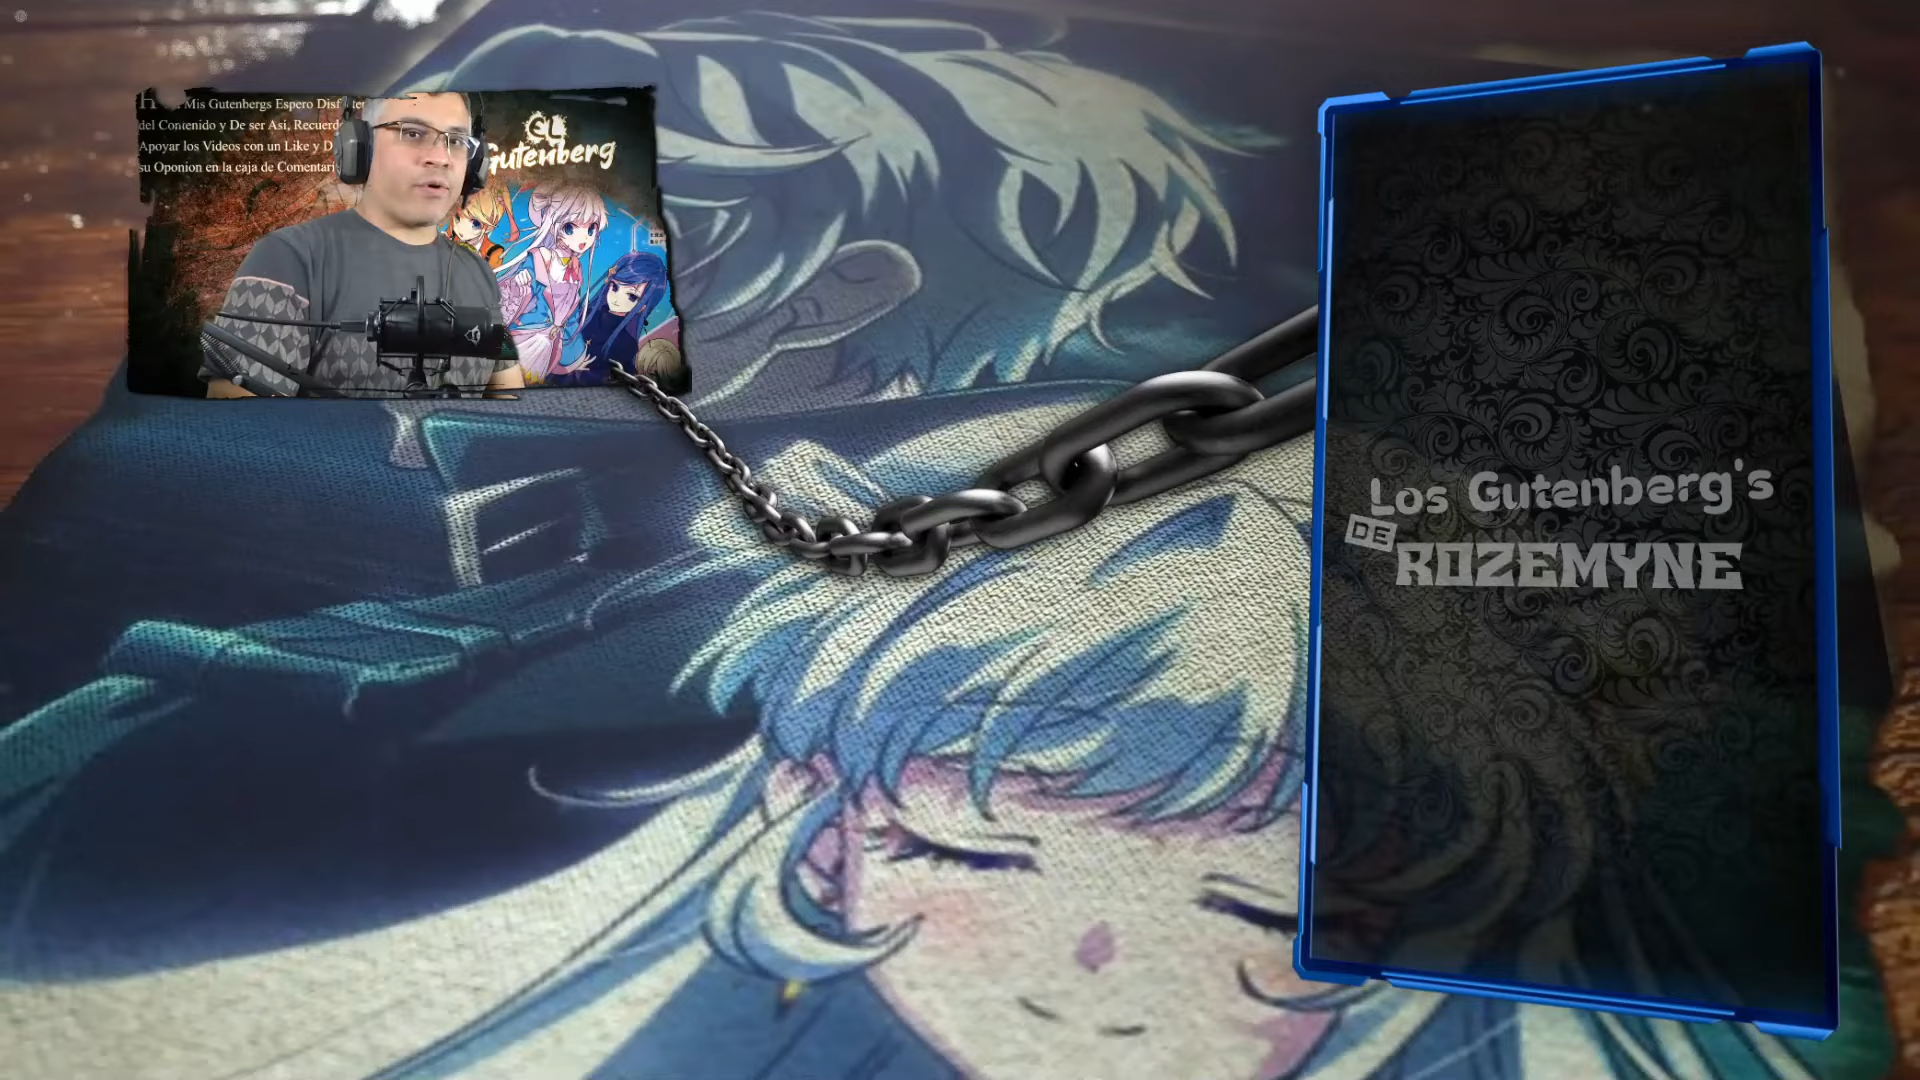 Mis Gutenbergs Espero Disf
del Contenido y De ser Asi, Recuerd
Apoyar los Videos con un Like y D
su Oponion en la caja de Comentari
EL
Gutenberg
Los Gutenberg's
DE
ROZEMYNE